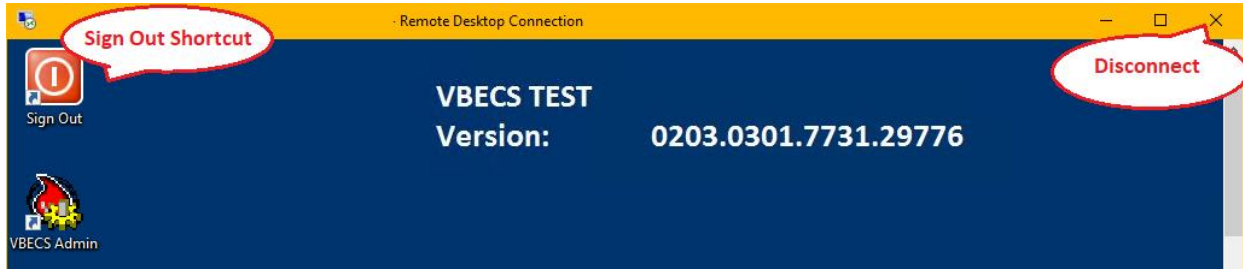 - Remote Desktop Connection
Sign Out Shortcut
Disconnect
Sign Out
VBECS TEST
Version: 0203.0301.7731.29776
VBECS Admin